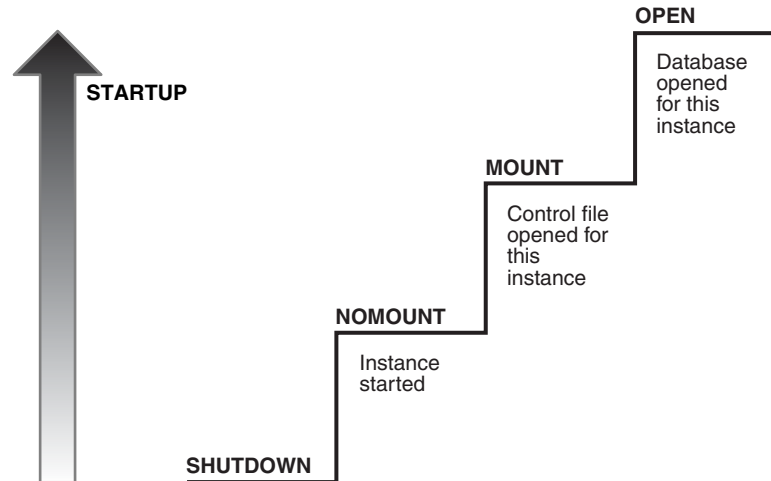 OPEN
Database
opened
for this
instance
STARTUP
MOUNT
Control file
opened for
this
instance
NOMOUNT
Instance
started
SHUTDOWN